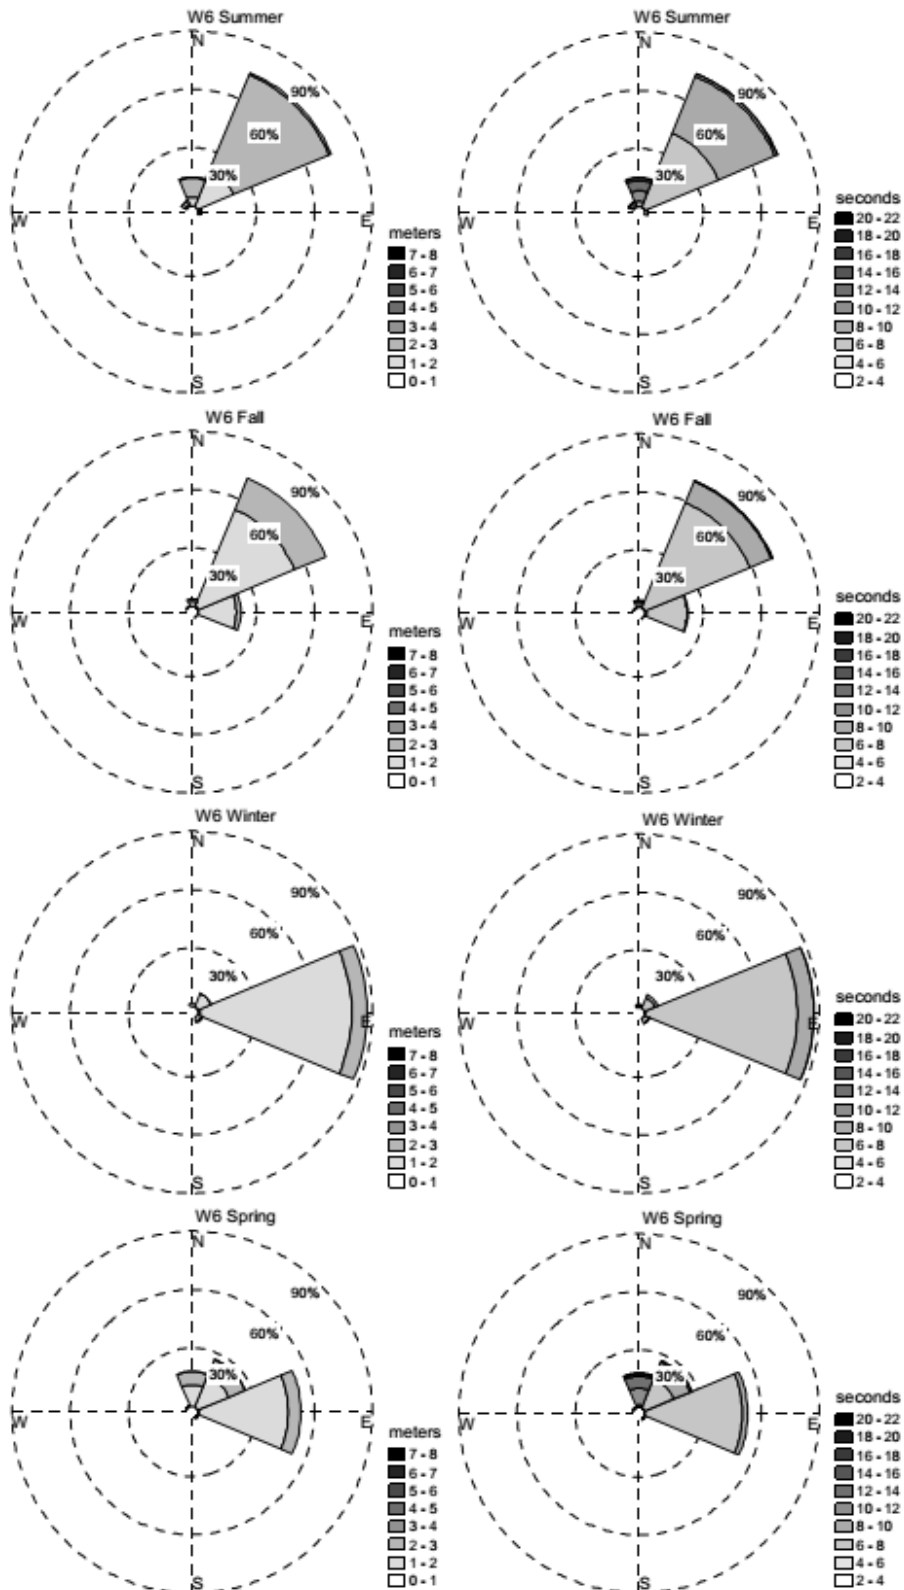 W6 Summer
N
90%
60%
30%
W
E
S
meters
7 - 8
6 - 7
5 - 6
4 - 5
3 - 4
2 - 3
1 - 2
0 - 1
W6 Summer
N
90%
60%
30%
W
E
S
seconds
20 - 22
18 - 20
16 - 18
14 - 16
12 - 14
10 - 12
8 - 10
6 - 8
4 - 6
2 - 4
W6 Fall
N
90%
60%
30%
W
E
S
meters
7 - 8
6 - 7
5 - 6
4 - 5
3 - 4
2 - 3
1 - 2
0 - 1
W6 Fall
N
90%
60%
30%
W
E
S
seconds
20 - 22
18 - 20
16 - 18
14 - 16
12 - 14
10 - 12
8 - 10
6 - 8
4 - 6
2 - 4
W6 Winter
N
90%
60%
30%
W
E
S
meters
7 - 8
6 - 7
5 - 6
4 - 5
3 - 4
2 - 3
1 - 2
0 - 1
W6 Winter
N
90%
60%
30%
W
E
S
seconds
20 - 22
18 - 20
16 - 18
14 - 16
12 - 14
10 - 12
8 - 10
6 - 8
4 - 6
2 - 4
W6 Spring
N
90%
60%
30%
W
E
S
meters
7 - 8
6 - 7
5 - 6
4 - 5
3 - 4
2 - 3
1 - 2
0 - 1
W6 Spring
N
90%
60%
30%
W
E
S
seconds
20 - 22
18 - 20
16 - 18
14 - 16
12 - 14
10 - 12
8 - 10
6 - 8
4 - 6
2 - 4